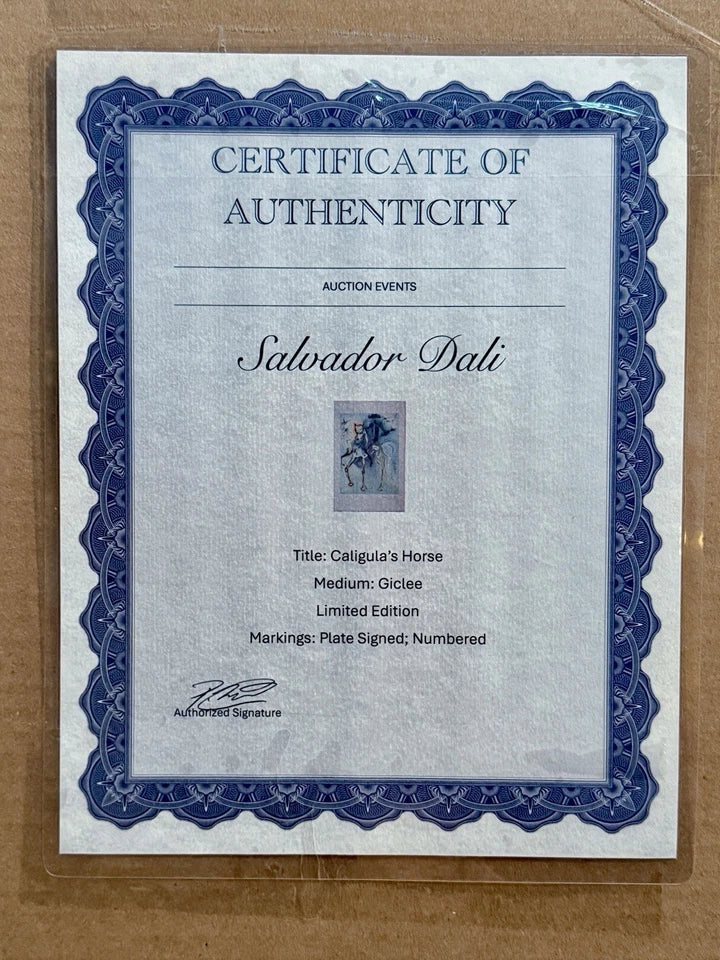 CERTIFICATE OF
AUTHENTICITY
AUCTION EVENTS
Salvador Dali
Title: Caligula’s Horse
Medium: Giclee
Limited Edition
Markings: Plate Signed; Numbered
Authorized Signature